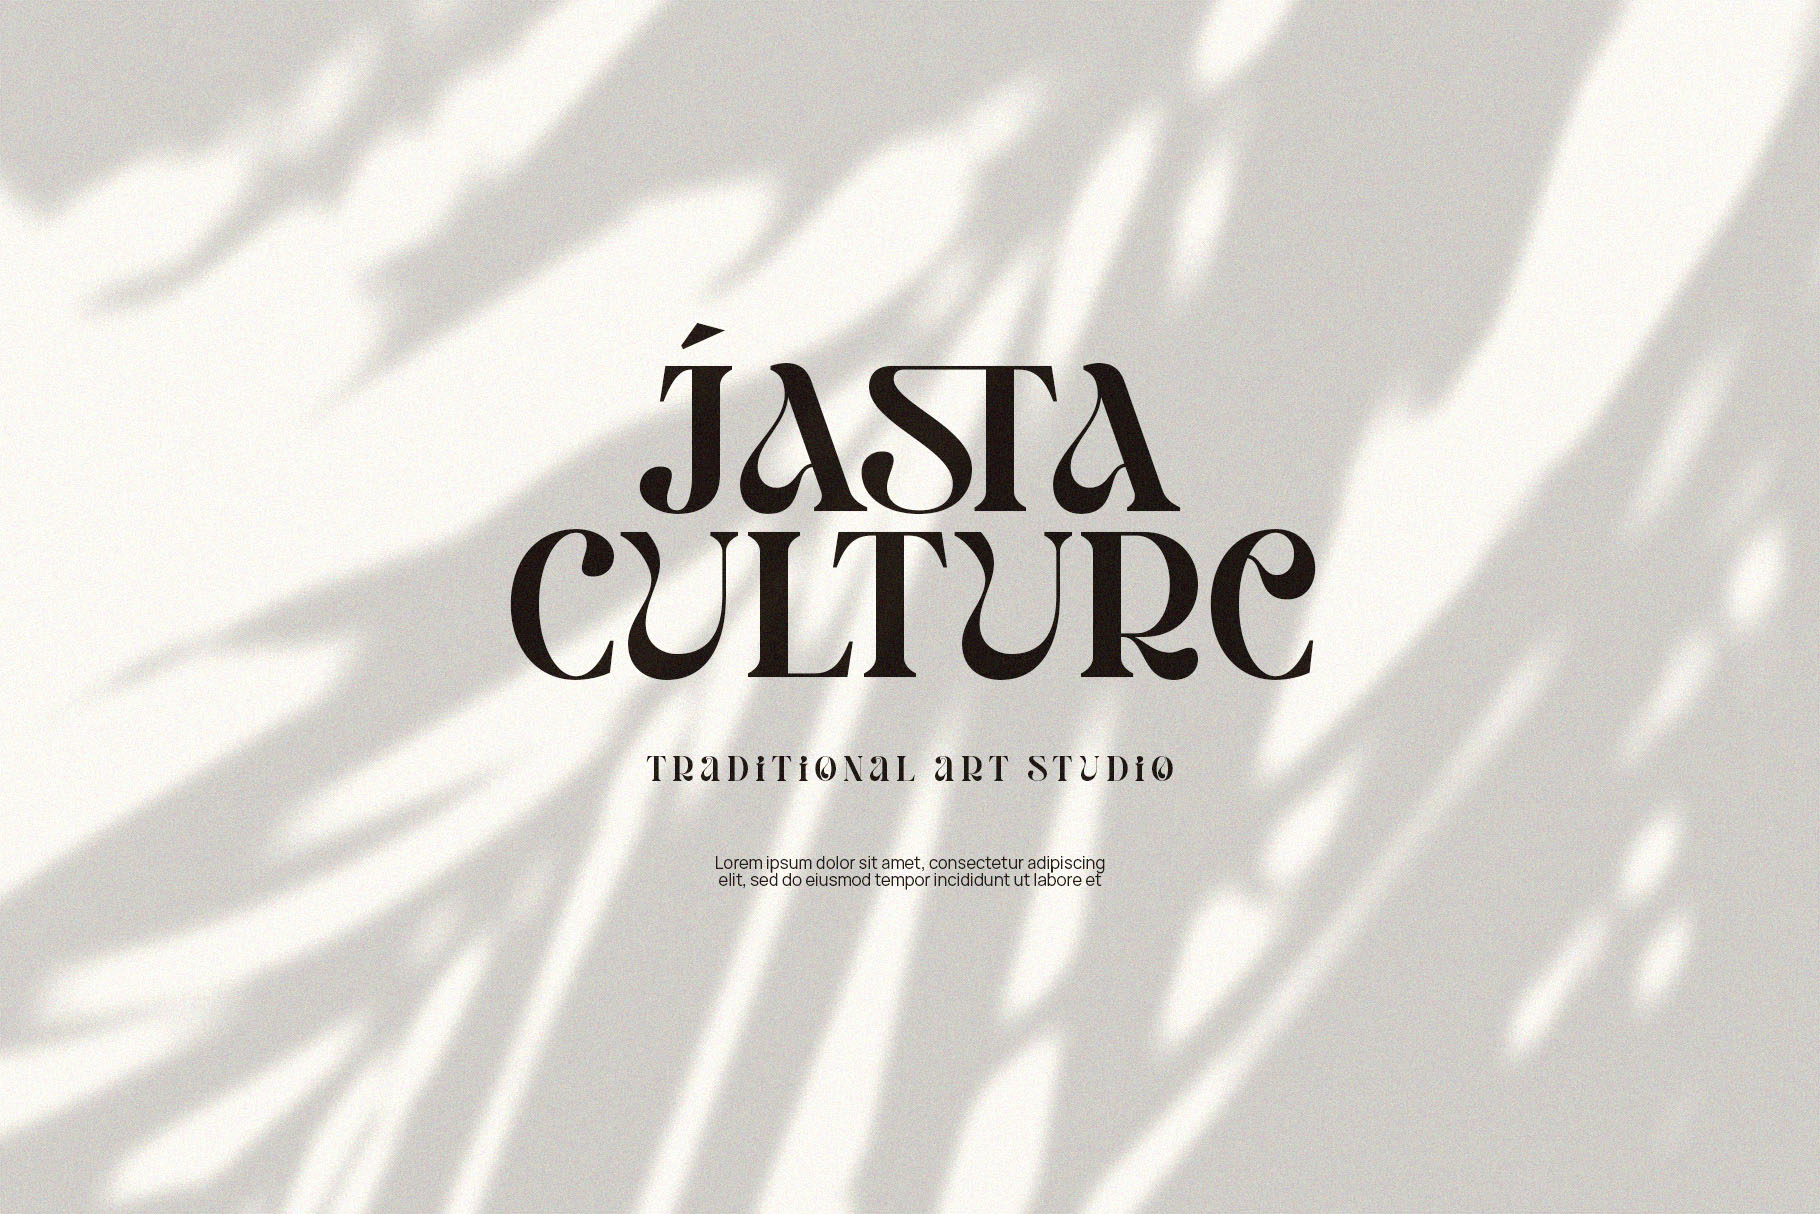 JASTA
CULTURE
TRADITIONAL ART STUDIO
Lorem ipsum dolor sit amet, consectetur adipiscing
elit, sed do eiusmod tempor incididunt ut labore et